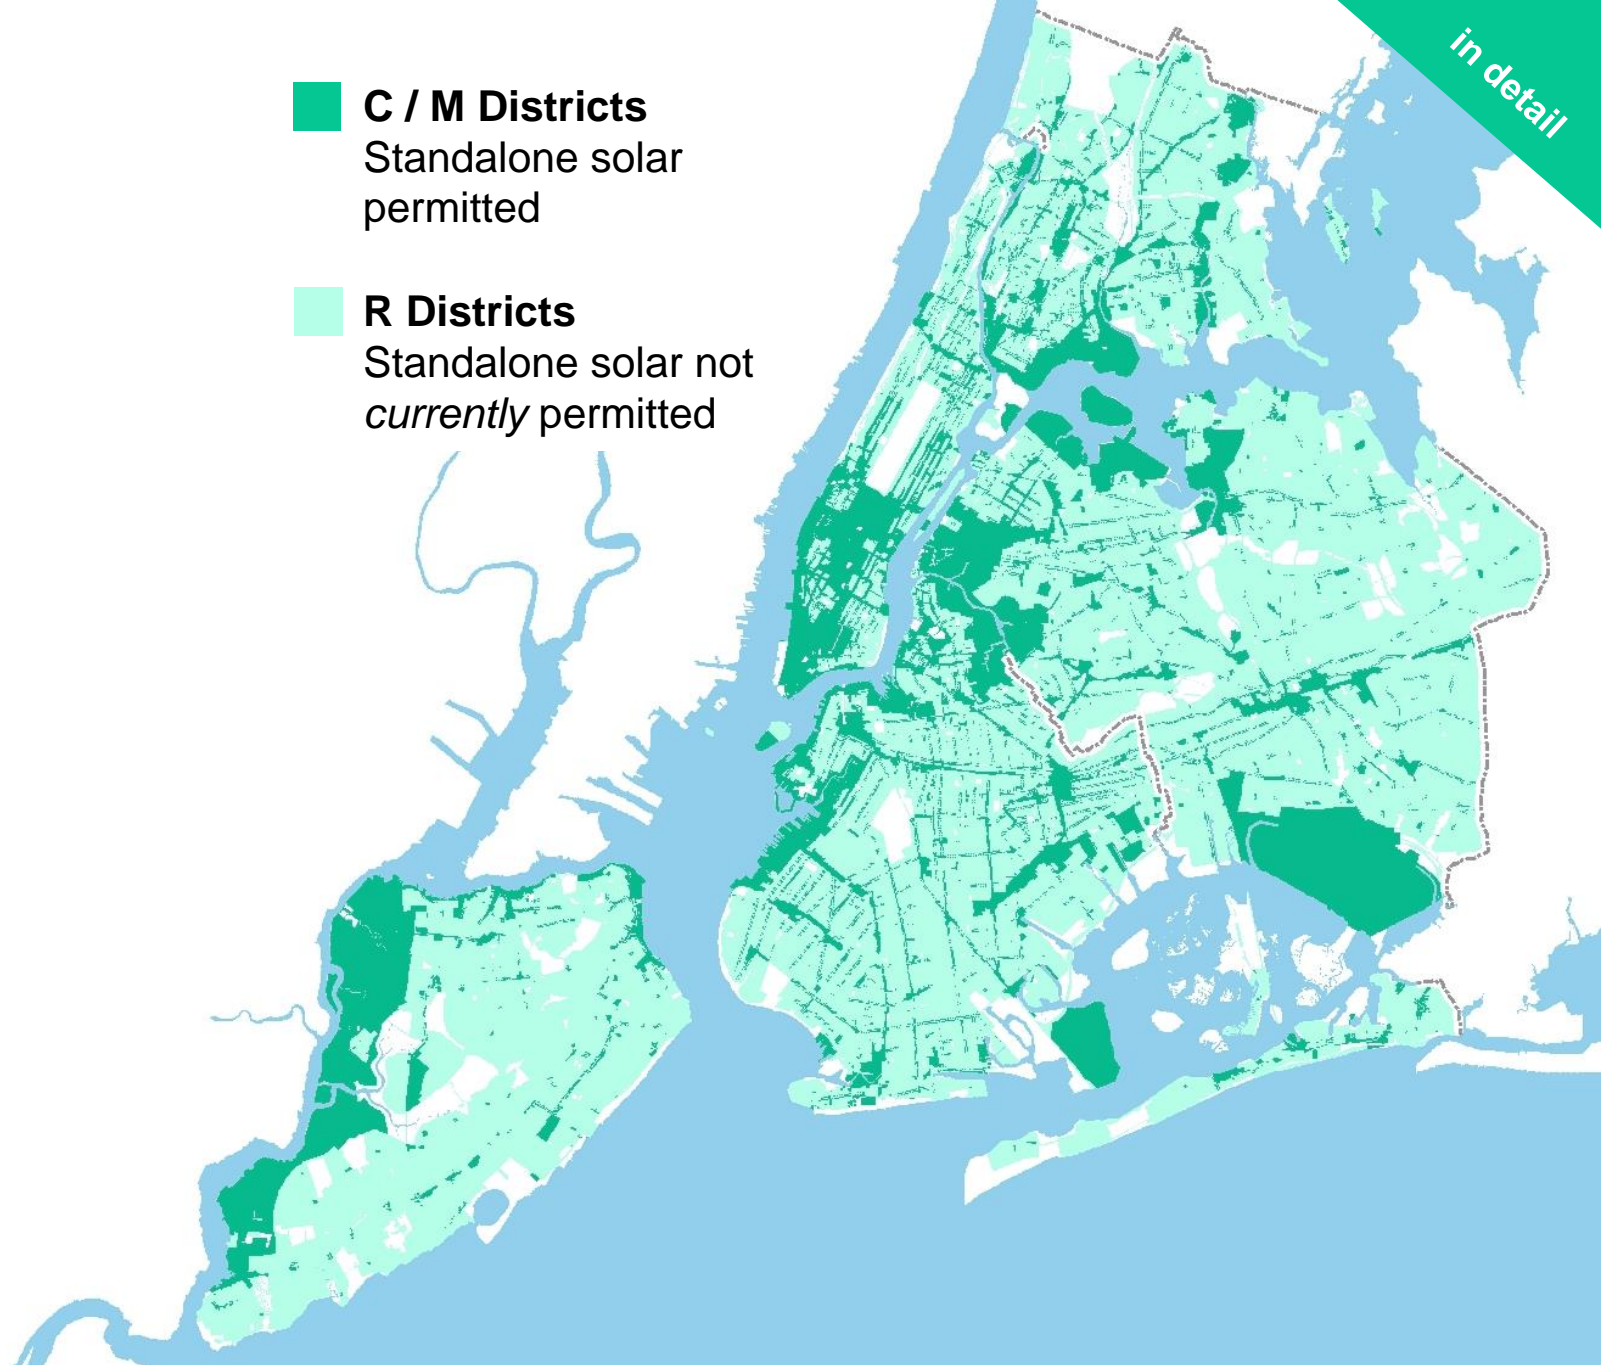 C / M Districts
Standalone solar
permitted
R Districts
Standalone solar not
currently permitted
in detail